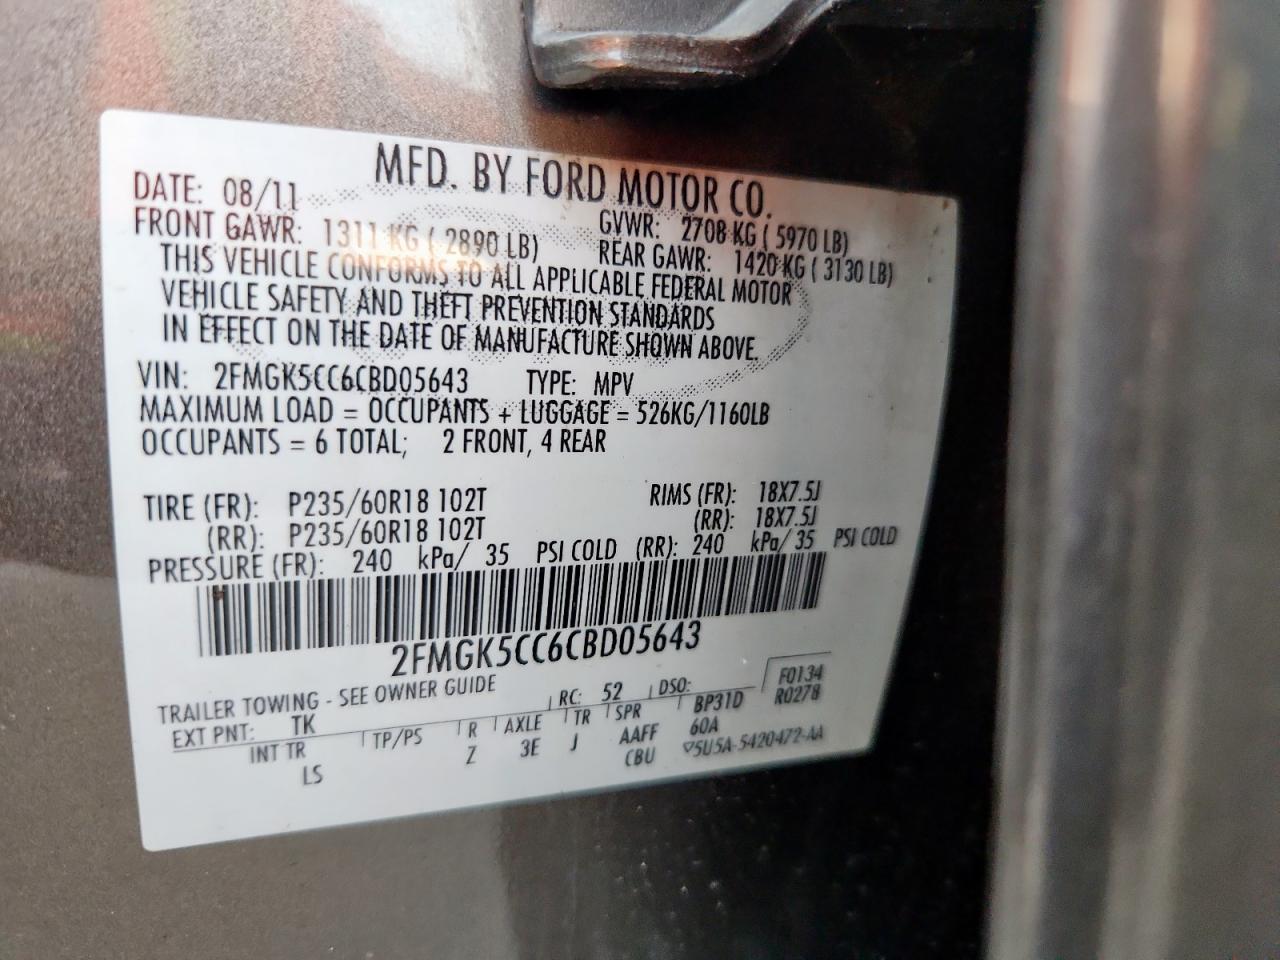 MFD. BY FORD MOTOR CO.
DATE: 08/11 GVWR: 2708 KG ( 5970 LB)
FRONT GAWR: 1311 KG ( 2890 LB) REAR GAWR: 1420 KG ( 3130 LB)
THIS VEHICLE CONFORMS TO ALL APPLICABLE FEDERAL MOTOR
VEHICLE SAFETY AND THEFT PREVENTION STANDARDS
IN EFFECT ON THE DATE OF MANUFACTURE SHOWN ABOVE.
VIN: 2FMGK5CC6CBD05643 TYPE: MPV
MAXIMUM LOAD = OCCUPANTS + LUGGAGE = 526KG/1160LB
OCCUPANTS = 6 TOTAL; 2 FRONT, 4 REAR
TIRE (FR): P235/60R18 102T RIMS (FR): 18X7.5J
(RR): P235/60R18 102T (RR): 18X7.5J
PRESSURE (FR): 240 kPa/ 35 PSI COLD (RR): 240 kPa/ 35 PSI COLD
2FMGK5CC6CBD05643
TRAILER TOWING - SEE OWNER GUIDE RC: 52 DSO: F0134
EXT PNT: TK BP31D R0278
INT TR TP/PS R AXLE TR SPR 60A
LS Z 3E J AAFF
CBU 5U5A-5420472-AA